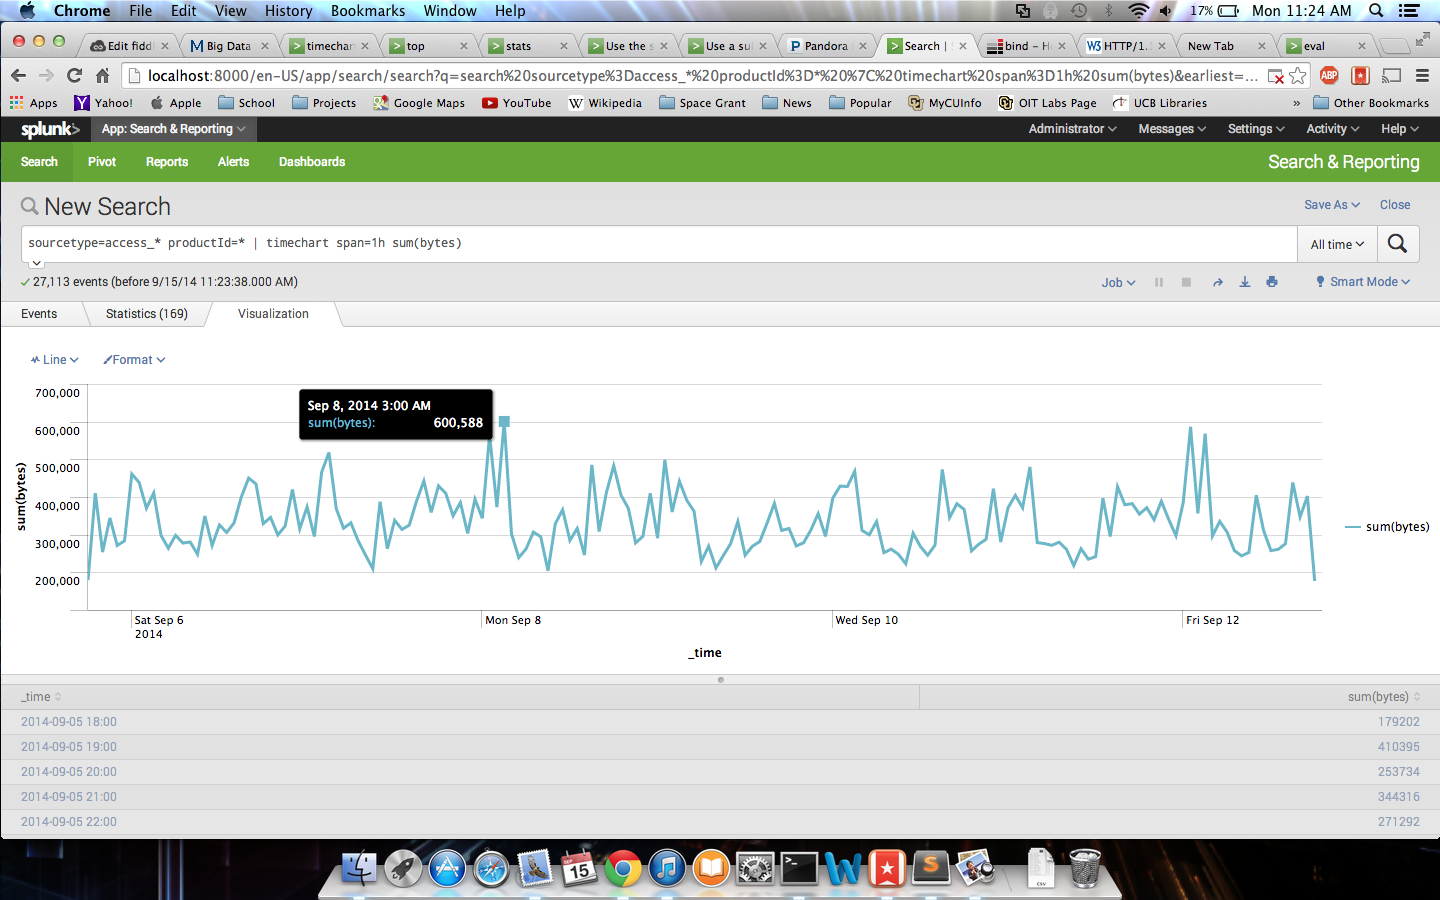 Chrome File Edit View History Bookmarks Window Help 17% Mon 11:24 AM
Edit fiddl Big Data timechar top stats Use the s Use a sul Pandora Search | S bind – H HTTP/1. New Tab eval
localhost:8000/en-US/app/search/search?q=search%20sourcetype%3Daccess_*%20productId%3D*%20%7C%20timechart%20span%3D1h%20sum(bytes)&earliest=... ABP
Apps Yahoo! Apple School Projects Google Maps YouTube Wikipedia Space Grant News Popular MyCUInfo OIT Labs Page UCB Libraries » Other Bookmarks
splunk> App: Search & Reporting Administrator Messages Settings Activity Help
Search Pivot Reports Alerts Dashboards Search & Reporting
New Search Save As Close
sourcetype=access_* productId=* | timechart span=1h sum(bytes) All time
27,113 events (before 9/15/14 11:23:38.000 AM) Job Smart Mode
Events Statistics (169) Visualization
Line Format
700,000
600,000
500,000
400,000
300,000
200,000
sum(bytes)
Sep 8, 2014 3:00 AM
sum(bytes): 600,588
sum(bytes)
Sat Sep 6 Mon Sep 8 Wed Sep 10 Fri Sep 12
2014
_time
_time sum(bytes)
2014-09-05 18:00 179202
2014-09-05 19:00 410395
2014-09-05 20:00 253734
2014-09-05 21:00 344316
2014-09-05 22:00 271292
SEP
15
CSV